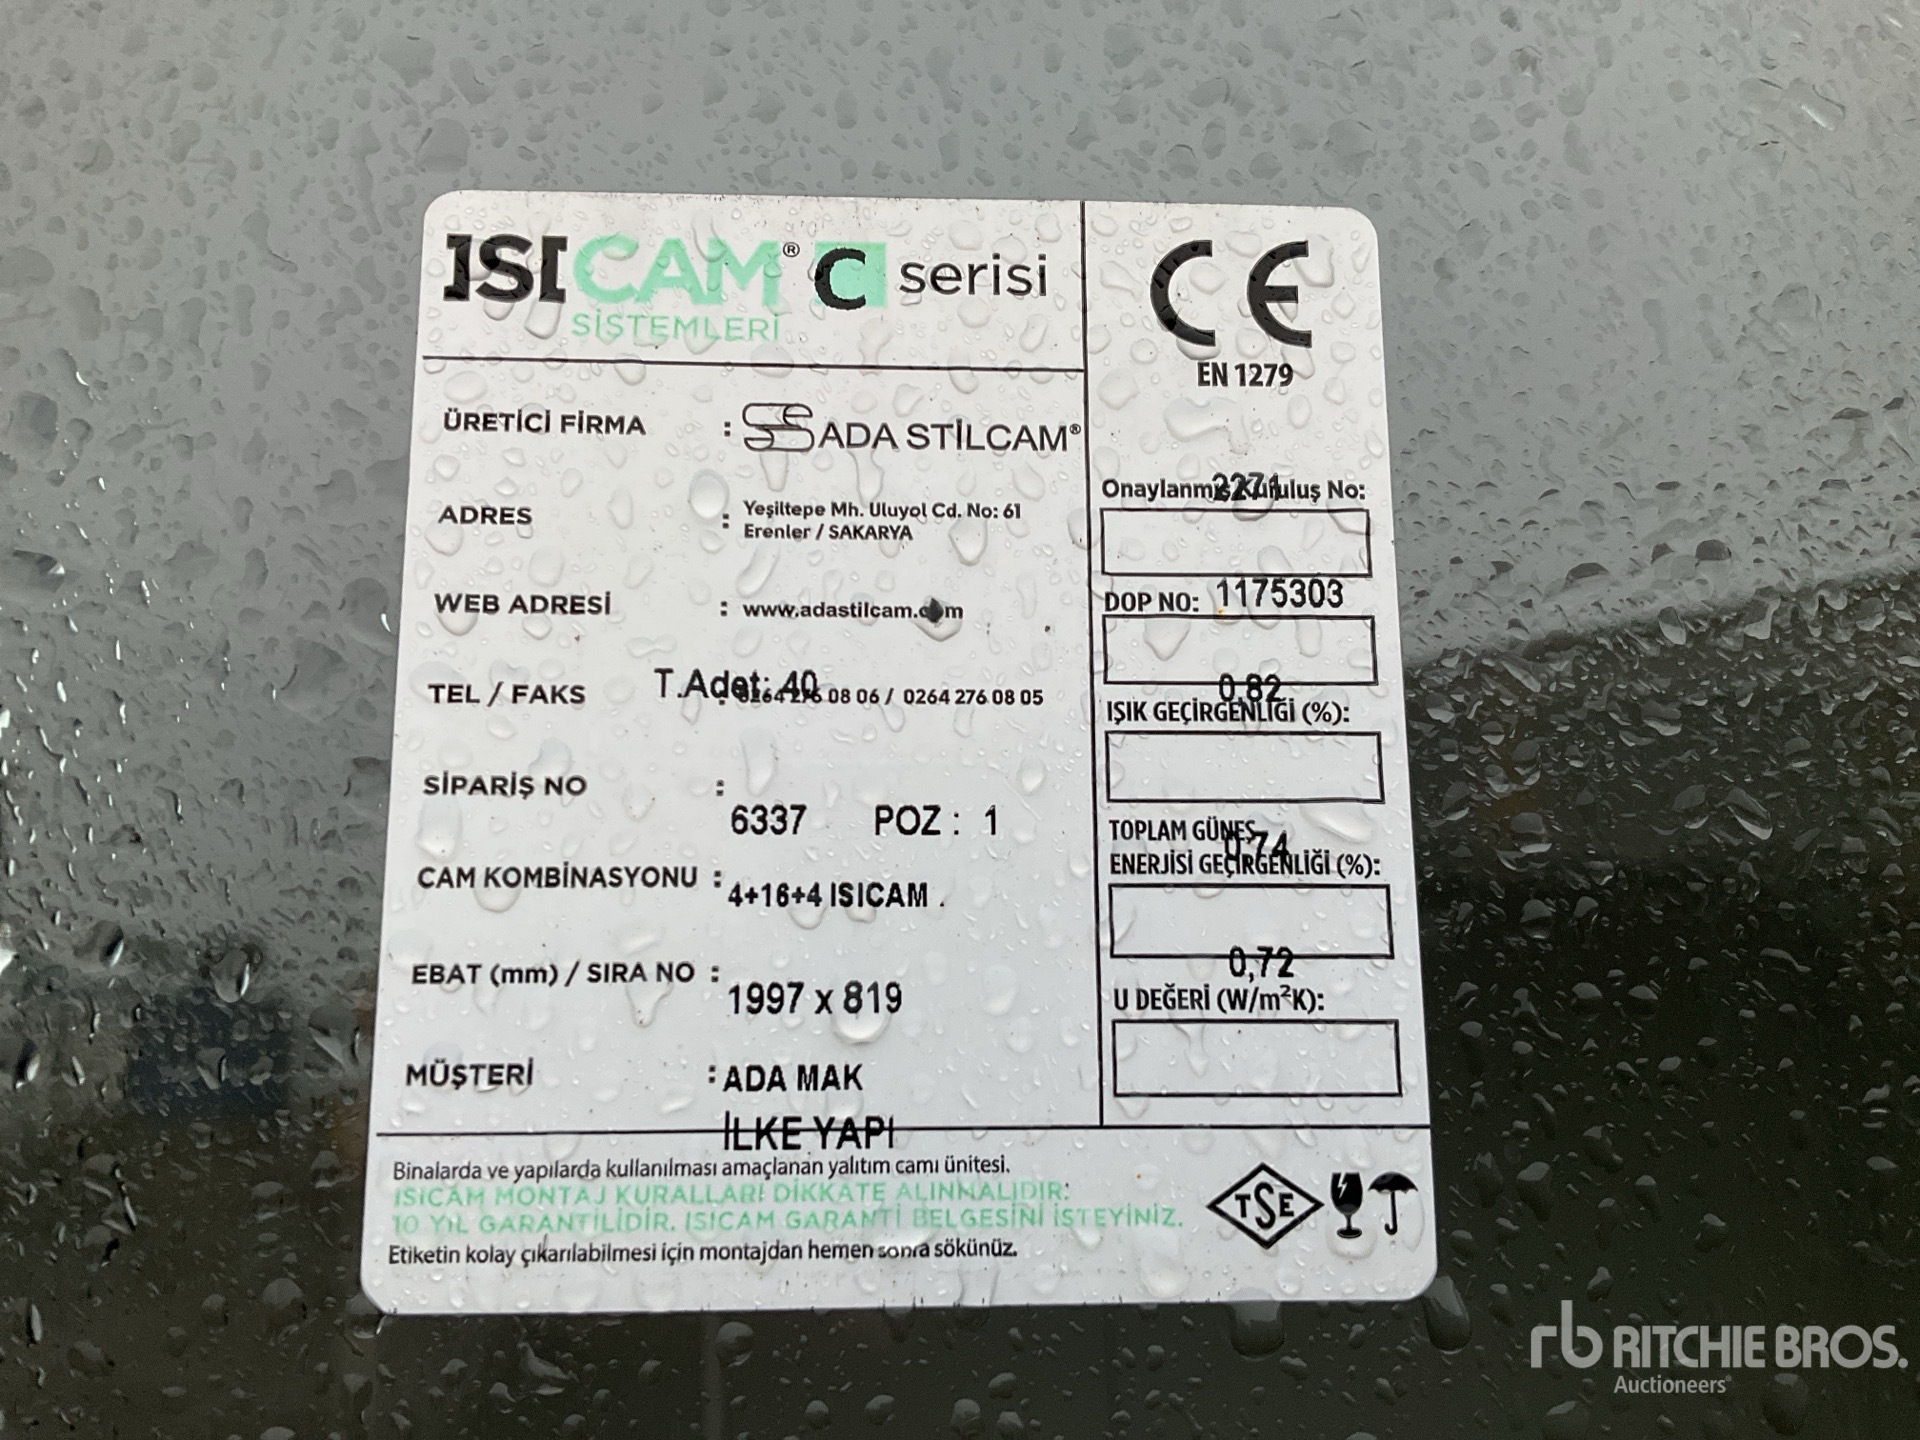 ISICAM® C serisi
SİSTEMLERİ
ÜRETİCİ FİRMA : ADA STİLCAM®
ADRES : Yeşiltepe Mh. Uluyol Cd. No: 61
Erenler / SAKARYA
WEB ADRESİ : www.adastilcam.com
TEL / FAKS : 0264 276 08 06 / 0264 276 08 05
T.Adet: 40
SİPARİŞ NO :
6337 POZ : 1
CAM KOMBİNASYONU : 4+16+4 ISICAM .
EBAT (mm) / SIRA NO : 1997 x 819
MÜŞTERİ : ADA MAK
İLKE YAPI
CE
EN 1279
2271
Onaylanmış Kuruluş No:
DOP NO: 1175303
0,82
IŞIK GEÇİRGENLİĞİ (%):
TOPLAM GÜNEŞ
0,74
ENERJİSİ GEÇİRGENLİĞİ (%):
0,72
U DEĞERİ (W/m²K):
Binalarda ve yapılarda kullanılması amaçlanan yalıtım camı ünitesi.
ISICAM MONTAJ KURALLARI DİKKATE ALINMALIDIR:
10 YIL GARANTİLİDİR. ISICAM GARANTİ BELGESİNİ İSTEYİNİZ.
Etiketin kolay çıkarılabilmesi için montajdan hemen sonra sökünüz.
TSE
rb RITCHIE BROS.
Auctioneers